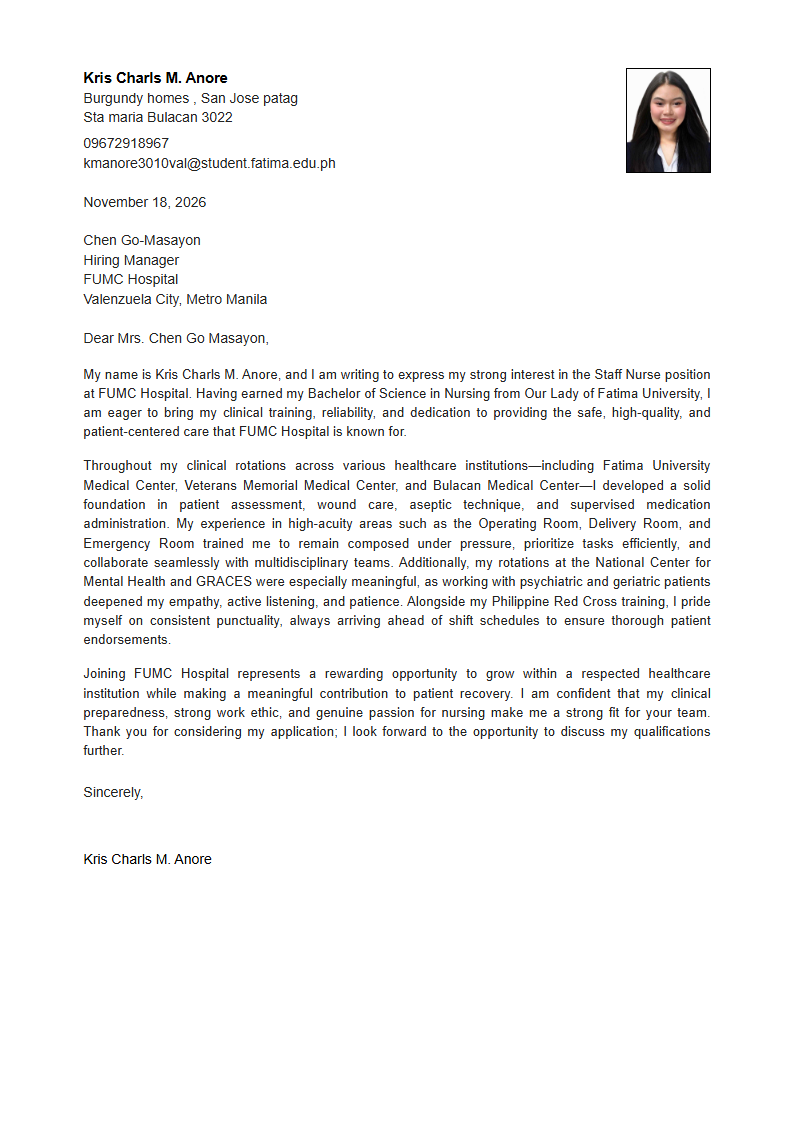 Kris Charls M. Anore
Burgundy homes , San Jose patag
Sta maria Bulacan 3022
09672918967
kmanore3010val@student.fatima.edu.ph
November 18, 2026
Chen Go-Masayon
Hiring Manager
FUMC Hospital
Valenzuela City, Metro Manila
Dear Mrs. Chen Go Masayon,
My name is Kris Charls M. Anore, and I am writing to express my strong interest in the Staff Nurse position
at FUMC Hospital. Having earned my Bachelor of Science in Nursing from Our Lady of Fatima University, I
am eager to bring my clinical training, reliability, and dedication to providing the safe, high-quality, and
patient-centered care that FUMC Hospital is known for.
Throughout my clinical rotations across various healthcare institutions—including Fatima University
Medical Center, Veterans Memorial Medical Center, and Bulacan Medical Center—I developed a solid
foundation in patient assessment, wound care, aseptic technique, and supervised medication
administration. My experience in high-acuity areas such as the Operating Room, Delivery Room, and
Emergency Room trained me to remain composed under pressure, prioritize tasks efficiently, and
collaborate seamlessly with multidisciplinary teams. Additionally, my rotations at the National Center for
Mental Health and GRACES were especially meaningful, as working with psychiatric and geriatric patients
deepened my empathy, active listening, and patience. Alongside my Philippine Red Cross training, I pride
myself on consistent punctuality, always arriving ahead of shift schedules to ensure thorough patient
endorsements.
Joining FUMC Hospital represents a rewarding opportunity to grow within a respected healthcare
institution while making a meaningful contribution to patient recovery. I am confident that my clinical
preparedness, strong work ethic, and genuine passion for nursing make me a strong fit for your team.
Thank you for considering my application; I look forward to the opportunity to discuss my qualifications
further.
Sincerely,
Kris Charls M. Anore